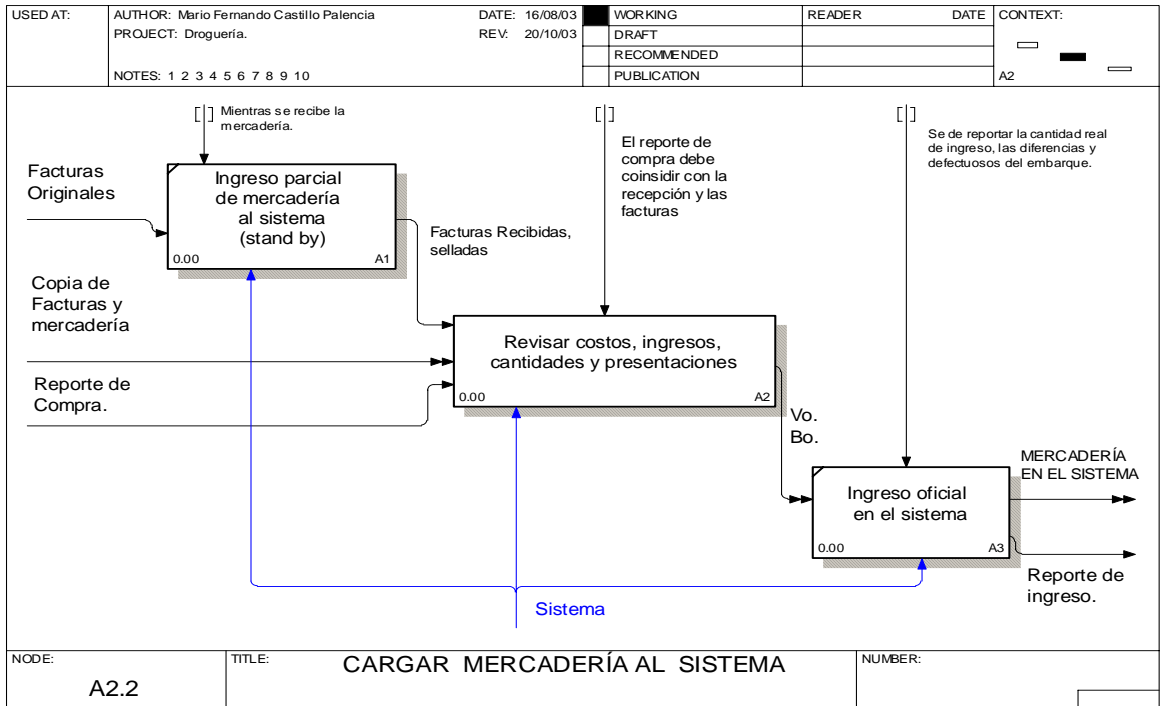 USED AT:
AUTHOR: Mario Fernando Castillo Palencia
DATE: 16/08/03
PROJECT: Droguería.
REV: 20/10/03
NOTES: 1 2 3 4 5 6 7 8 9 10
WORKING
DRAFT
RECOMMENDED
PUBLICATION
READER
DATE
CONTEXT:
A2
[ ]
Mientras se recibe la
mercadería.
[ ]
El reporte de
compra debe
coinsidir con la
recepción y las
facturas
[ ]
Se de reportar la cantidad real
de ingreso, las diferencias y
defectuosos del embarque.
Facturas
Originales
Ingreso parcial
de mercadería
al sistema
(stand by)
0.00
A1
Facturas Recibidas,
selladas
Copia de
Facturas y
mercadería
Reporte de
Compra.
Revisar costos, ingresos,
cantidades y presentaciones
0.00
A2
Vo.
Bo.
Ingreso oficial
en el sistema
0.00
A3
MERCADERÍA
EN EL SISTEMA
Reporte de
ingreso.
Sistema
NODE:
A2.2
TITLE:
CARGAR MERCADERÍA AL SISTEMA
NUMBER: